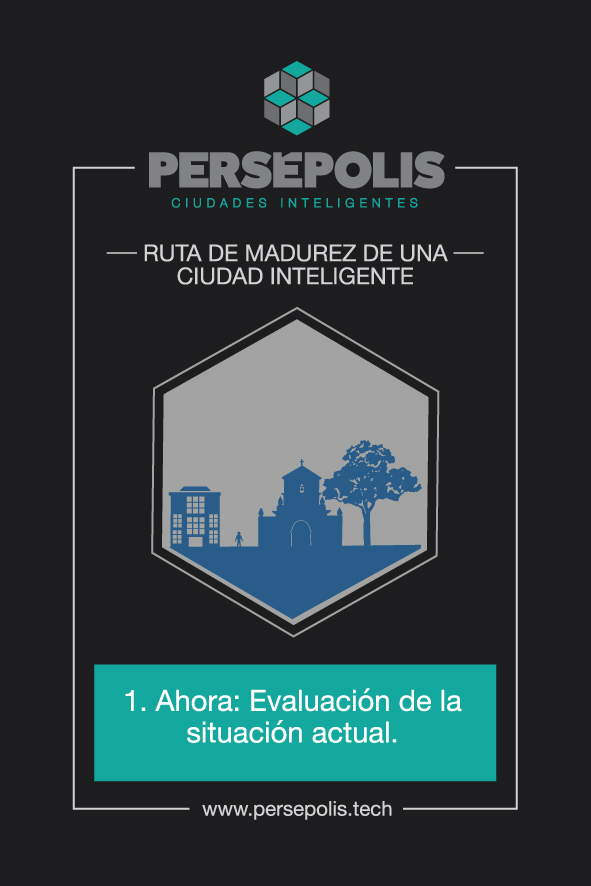 PERSÉPOLIS
CIUDADES INTELIGENTES
RUTA DE MADUREZ DE UNA
CIUDAD INTELIGENTE
1. Ahora: Evaluación de la
situación actual.
www.persepolis.tech